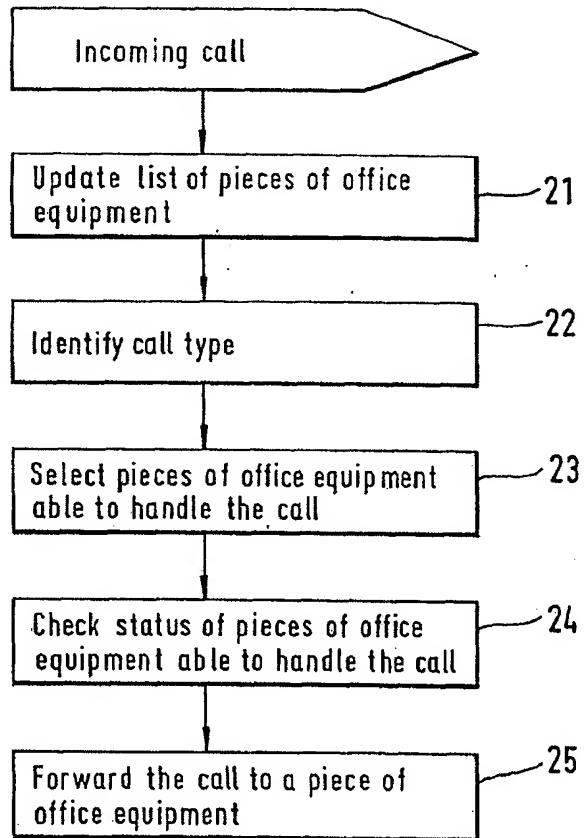 Incoming call
Update list of pieces of office
equipment
21
Identify call type
22
Select pieces of office equipment
able to handle the call
23
Check status of pieces of office
equipment able to handle the call
24
Forward the call to a piece of
office equipment
25